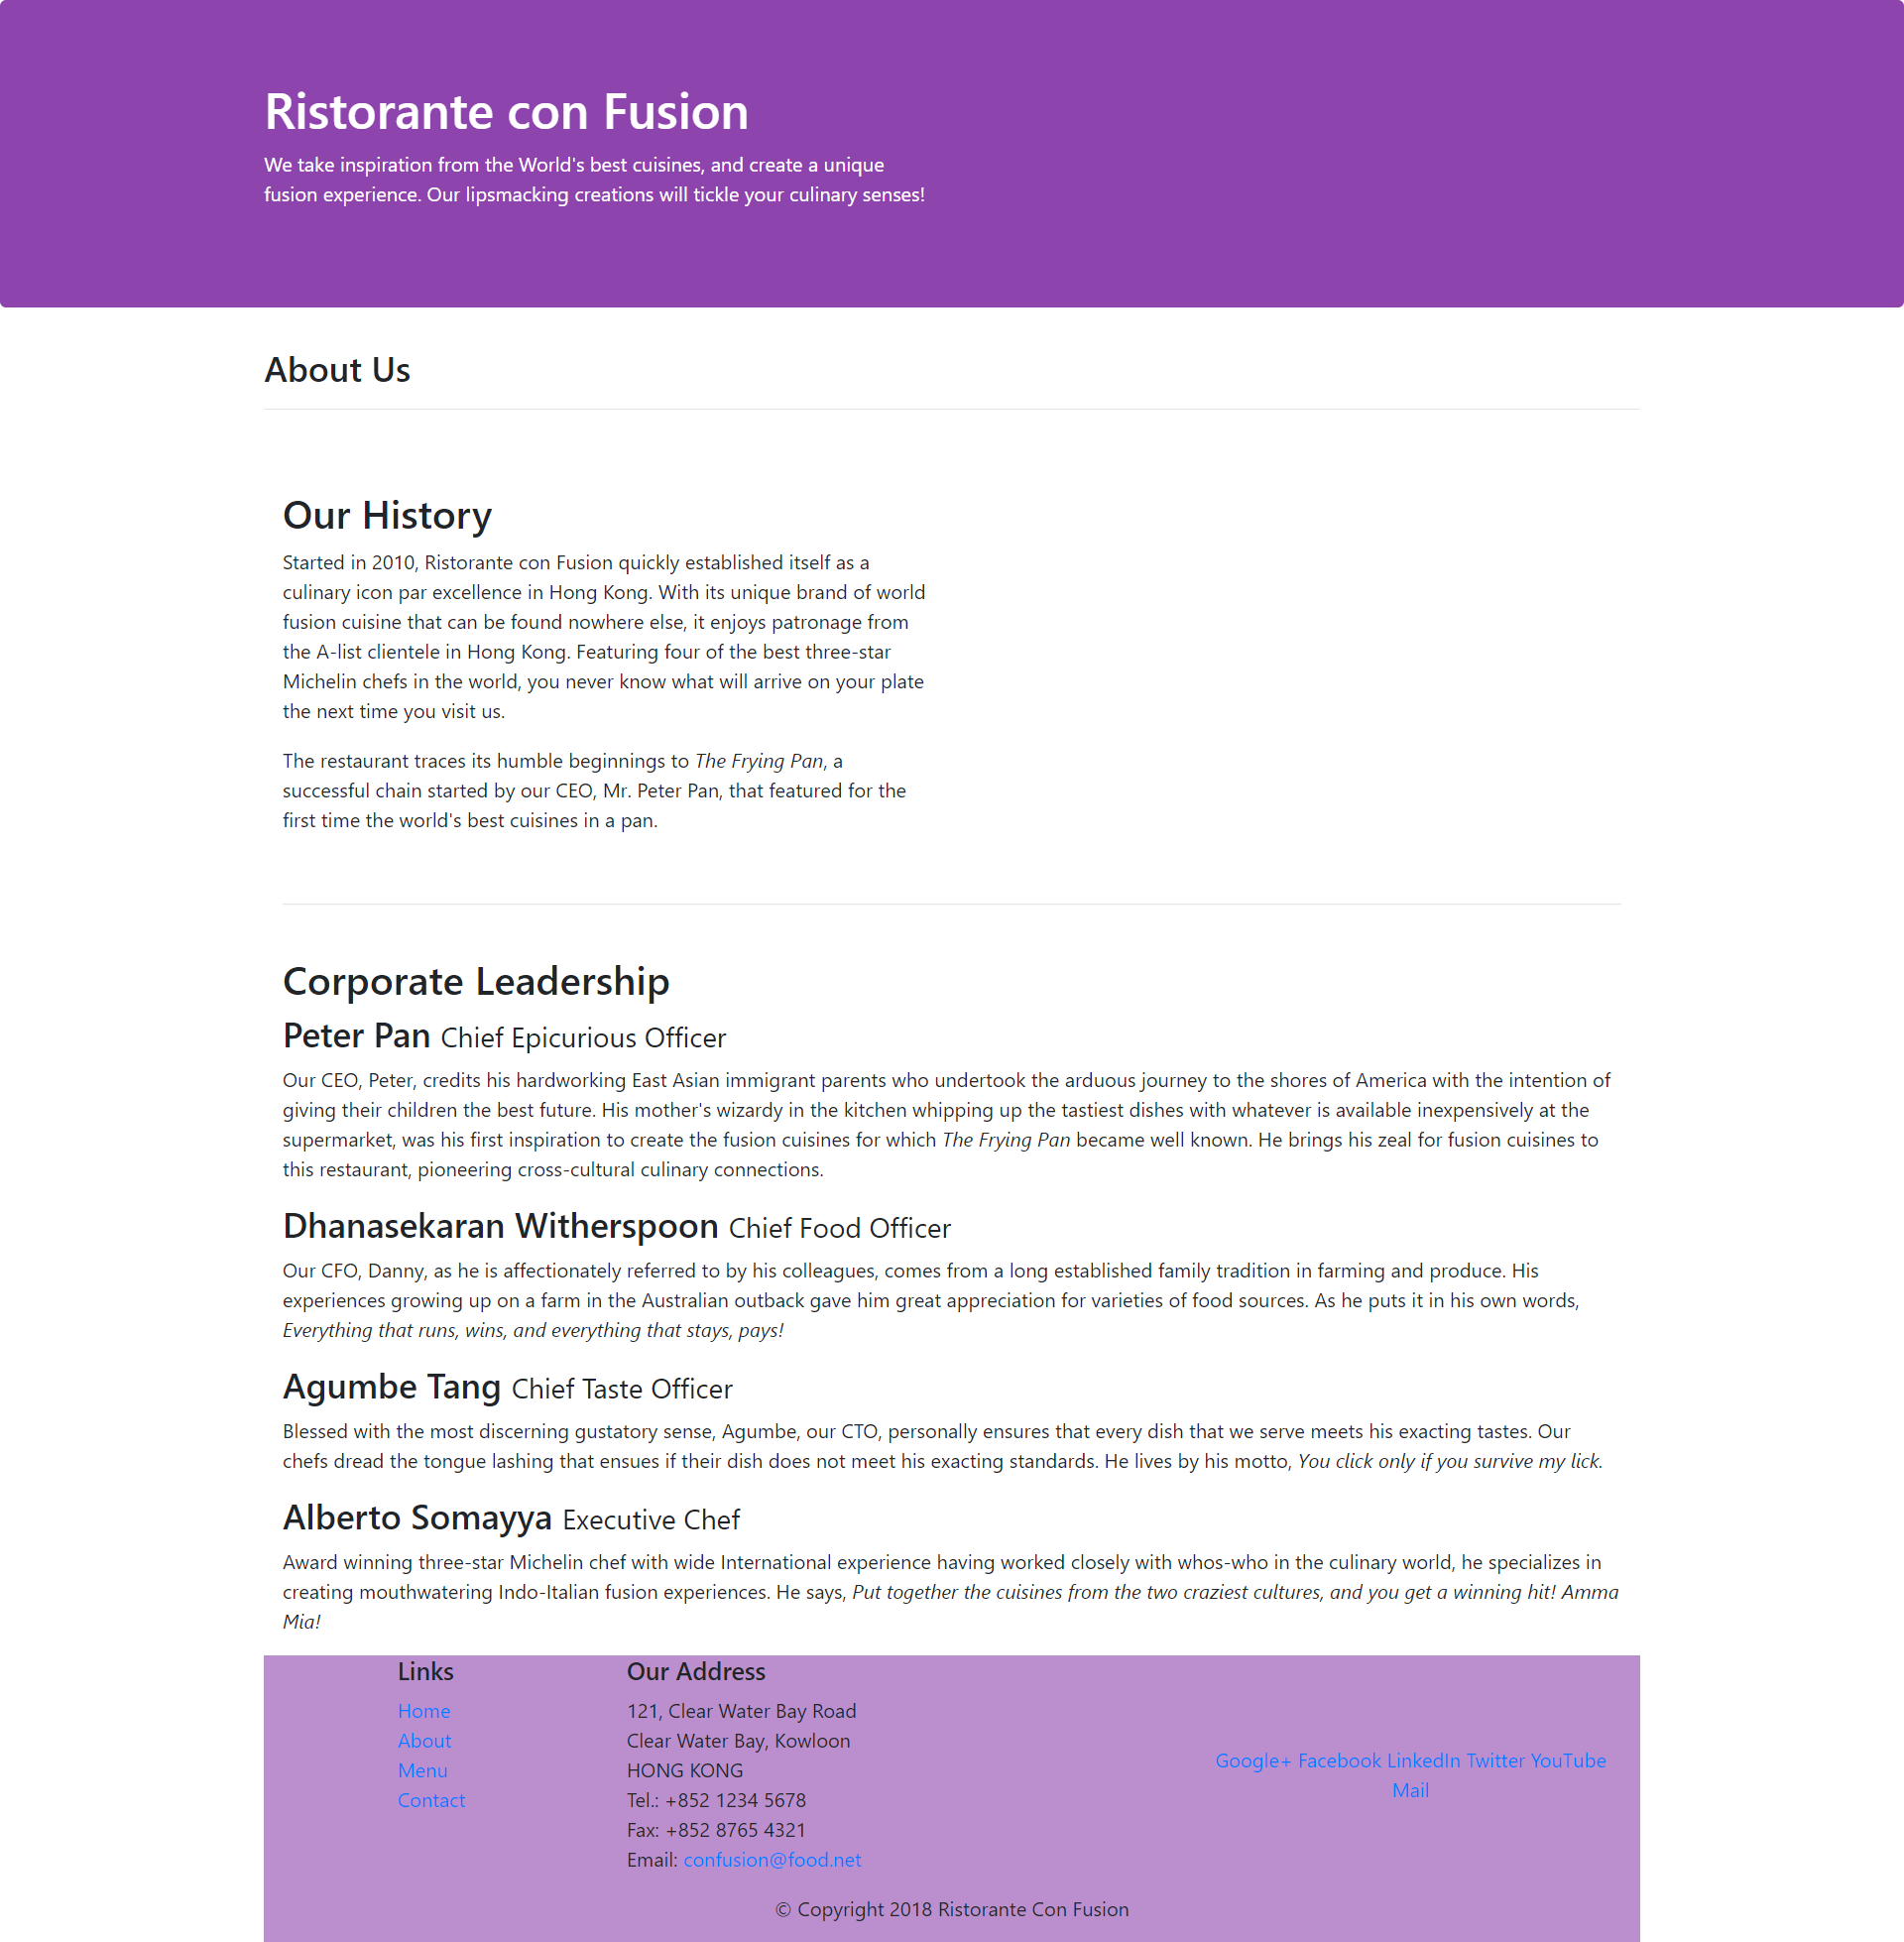 Ristorante con Fusion
We take inspiration from the World's best cuisines, and create a unique
fusion experience. Our lipsmacking creations will tickle your culinary senses!
About Us
Our History
Started in 2010, Ristorante con Fusion quickly established itself as a
culinary icon par excellence in Hong Kong. With its unique brand of world
fusion cuisine that can be found nowhere else, it enjoys patronage from
the A-list clientele in Hong Kong. Featuring four of the best three-star
Michelin chefs in the world, you never know what will arrive on your plate
the next time you visit us.
The restaurant traces its humble beginnings to The Frying Pan, a
successful chain started by our CEO, Mr. Peter Pan, that featured for the
first time the world's best cuisines in a pan.
Corporate Leadership
Peter Pan Chief Epicurious Officer
Our CEO, Peter, credits his hardworking East Asian immigrant parents who undertook the arduous journey to the shores of America with the intention of
giving their children the best future. His mother's wizardy in the kitchen whipping up the tastiest dishes with whatever is available inexpensively at the
supermarket, was his first inspiration to create the fusion cuisines for which The Frying Pan became well known. He brings his zeal for fusion cuisines to
this restaurant, pioneering cross-cultural culinary connections.
Dhanasekaran Witherspoon Chief Food Officer
Our CFO, Danny, as he is affectionately referred to by his colleagues, comes from a long established family tradition in farming and produce. His
experiences growing up on a farm in the Australian outback gave him great appreciation for varieties of food sources. As he puts it in his own words,
Everything that runs, wins, and everything that stays, pays!
Agumbe Tang Chief Taste Officer
Blessed with the most discerning gustatory sense, Agumbe, our CTO, personally ensures that every dish that we serve meets his exacting tastes. Our
chefs dread the tongue lashing that ensues if their dish does not meet his exacting standards. He lives by his motto, You click only if you survive my lick.
Alberto Somayya Executive Chef
Award winning three-star Michelin chef with wide International experience having worked closely with whos-who in the culinary world, he specializes in
creating mouthwatering Indo-Italian fusion experiences. He says, Put together the cuisines from the two craziest cultures, and you get a winning hit! Amma
Mia!
Links
Home
About
Menu
Contact
Our Address
121, Clear Water Bay Road
Clear Water Bay, Kowloon
HONG KONG
Tel.: +852 1234 5678
Fax: +852 8765 4321
Email: confusion@food.net
Google+ Facebook LinkedIn Twitter YouTube
Mail
© Copyright 2018 Ristorante Con Fusion